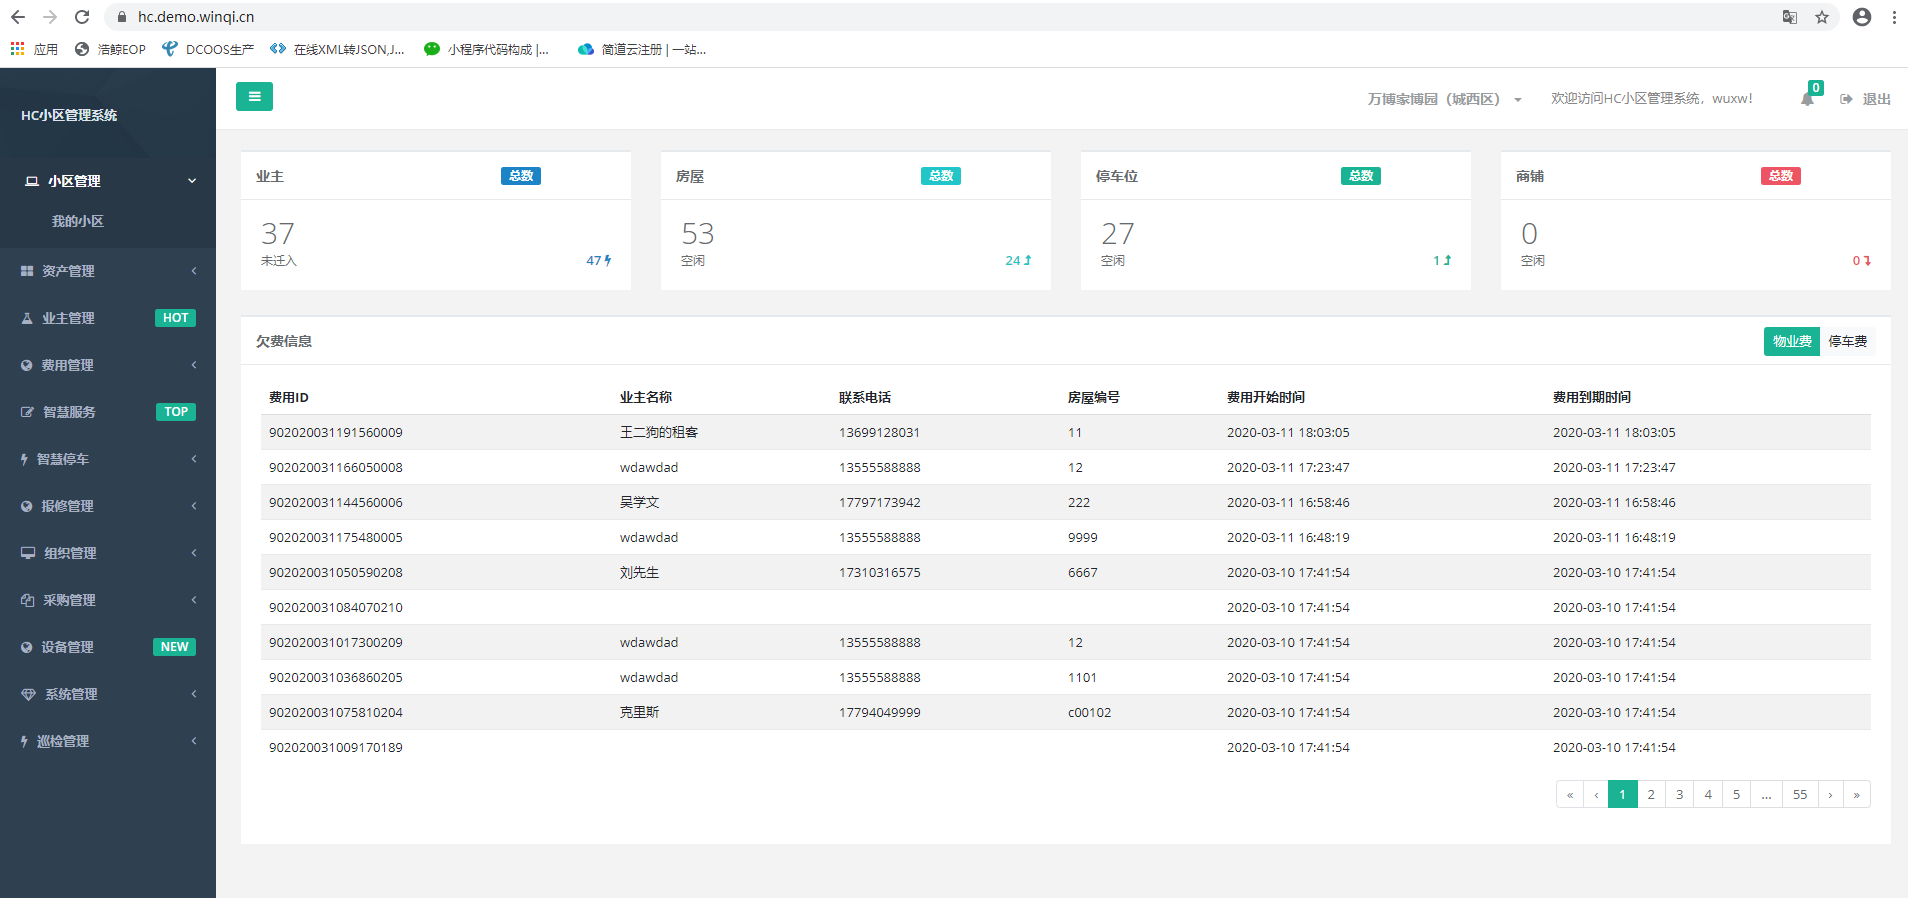 hc.demo.winqi.cn
应用 浩鲸EOP DCOOS生产 在线XML转JSON,J... 小程序代码构成 |... 简道云注册 | 一站...
HC小区管理系统
万博家博园（城西区） 欢迎访问HC小区管理系统，wuxw! 0 退出
小区管理
我的小区
资产管理
业主管理 HOT
费用管理
智慧服务 TOP
智慧停车
报修管理
组织管理
采购管理
设备管理 NEW
系统管理
巡检管理
业主 总数
37
未迁入 47
房屋 总数
53
空闲 24
停车位 总数
27
空闲 1
商铺 总数
0
空闲 0
欠费信息 物业费 停车费
费用ID 业主名称 联系电话 房屋编号 费用开始时间 费用到期时间
902020031191560009 王二狗的租客 13699128031 11 2020-03-11 18:03:05 2020-03-11 18:03:05
902020031166050008 wdawdad 13555588888 12 2020-03-11 17:23:47 2020-03-11 17:23:47
902020031144560006 吴学文 17797173942 222 2020-03-11 16:58:46 2020-03-11 16:58:46
902020031175480005 wdawdad 13555588888 9999 2020-03-11 16:48:19 2020-03-11 16:48:19
902020031050590208 刘先生 17310316575 6667 2020-03-10 17:41:54 2020-03-10 17:41:54
902020031084070210 2020-03-10 17:41:54 2020-03-10 17:41:54
902020031017300209 wdawdad 13555588888 12 2020-03-10 17:41:54 2020-03-10 17:41:54
902020031036860205 wdawdad 13555588888 1101 2020-03-10 17:41:54 2020-03-10 17:41:54
902020031075810204 克里斯 17794049999 c00102 2020-03-10 17:41:54 2020-03-10 17:41:54
902020031009170189 2020-03-10 17:41:54 2020-03-10 17:41:54
« ‹ 1 2 3 4 5 ... 55 › »